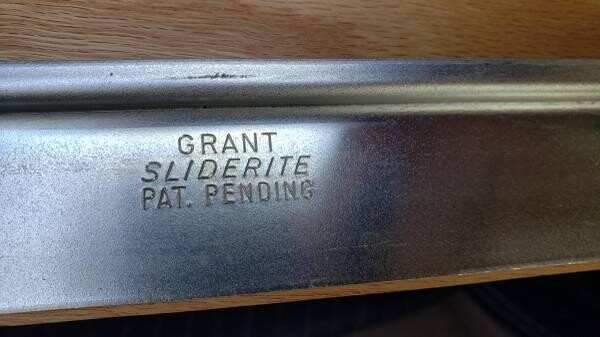 GRANT
SLIDERITE
PAT. PENDING